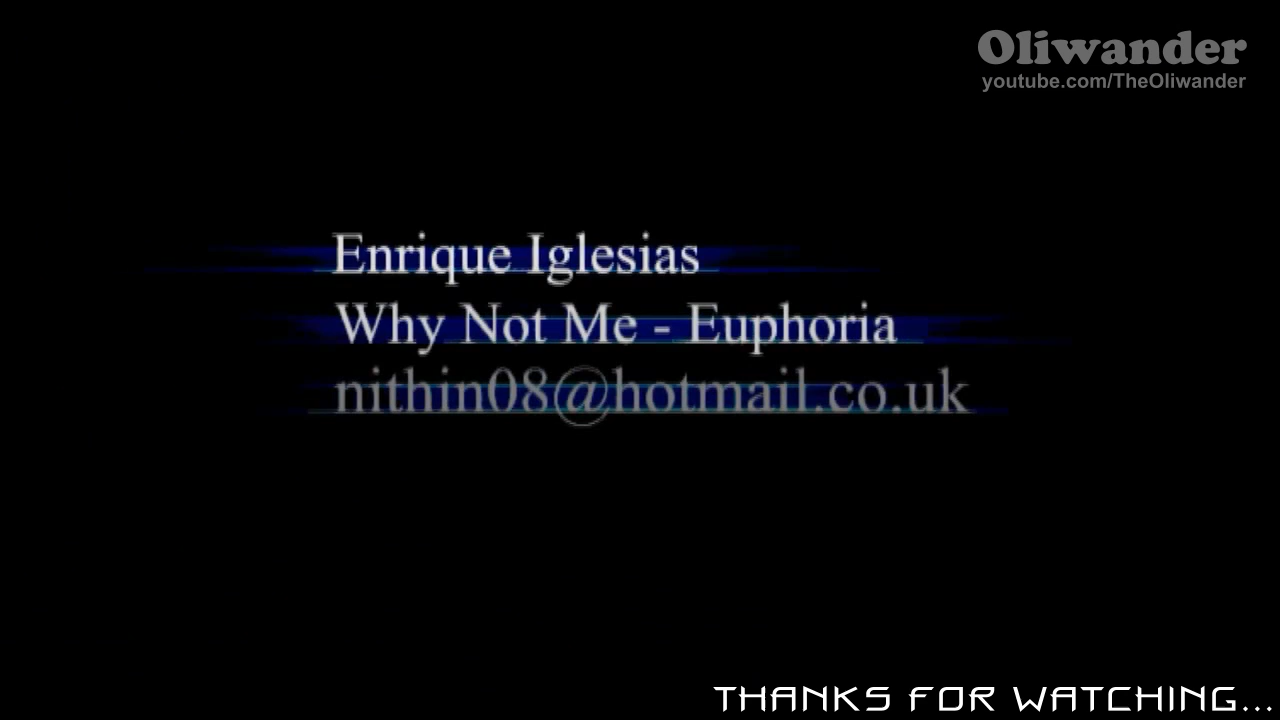 Oliwander
youtube.com/TheOliwander
Enrique Iglesias
Why Not Me - Euphoria
nithin08@hotmail.co.uk
THANKS FOR WATCHING...